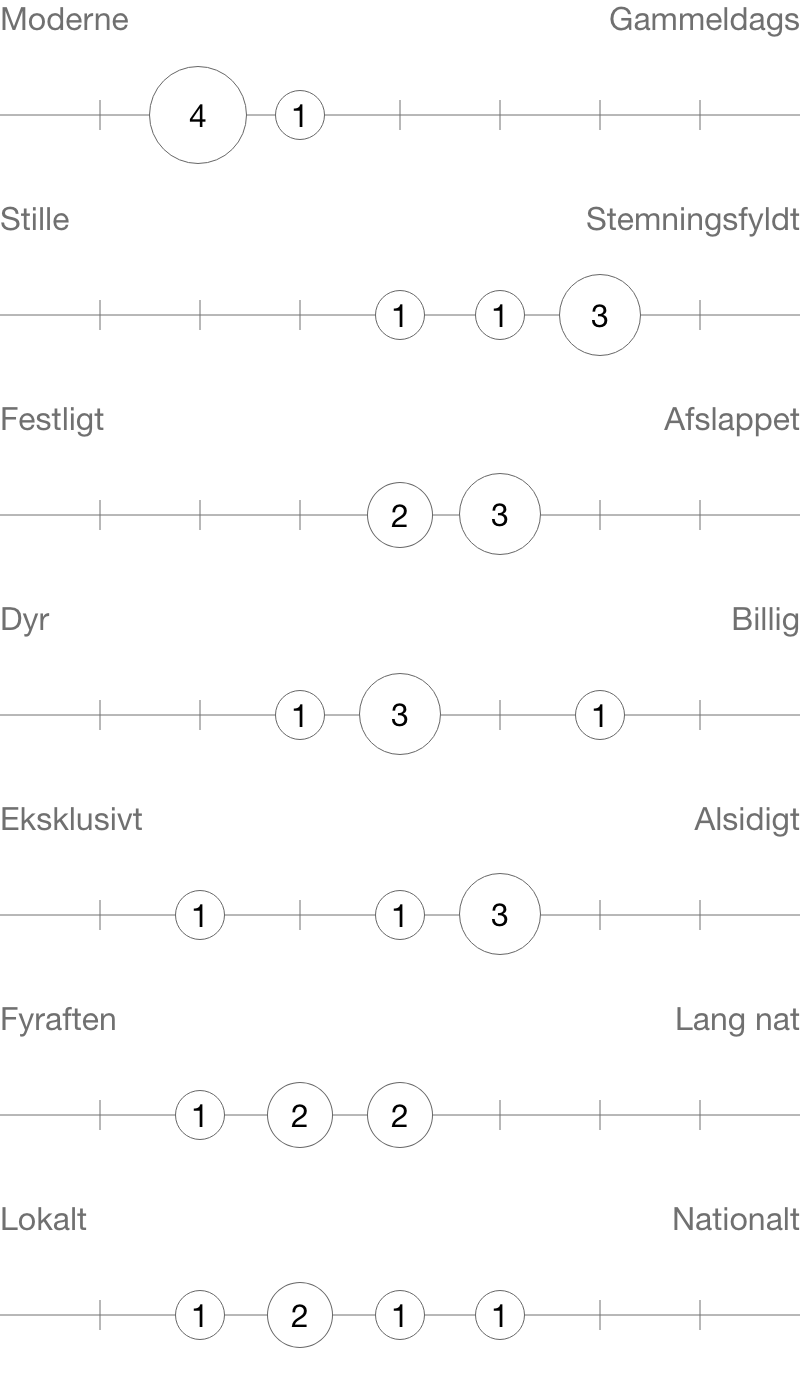 Moderne Gammeldags
4 1
Stille Stemningsfyldt
1 1 3
Festligt Afslappet
2 3
Dyr Billig
1 3 1
Eksklusivt Alsidigt
1 1 3
Fyraften Lang nat
1 2 2
Lokalt Nationalt
1 2 1 1